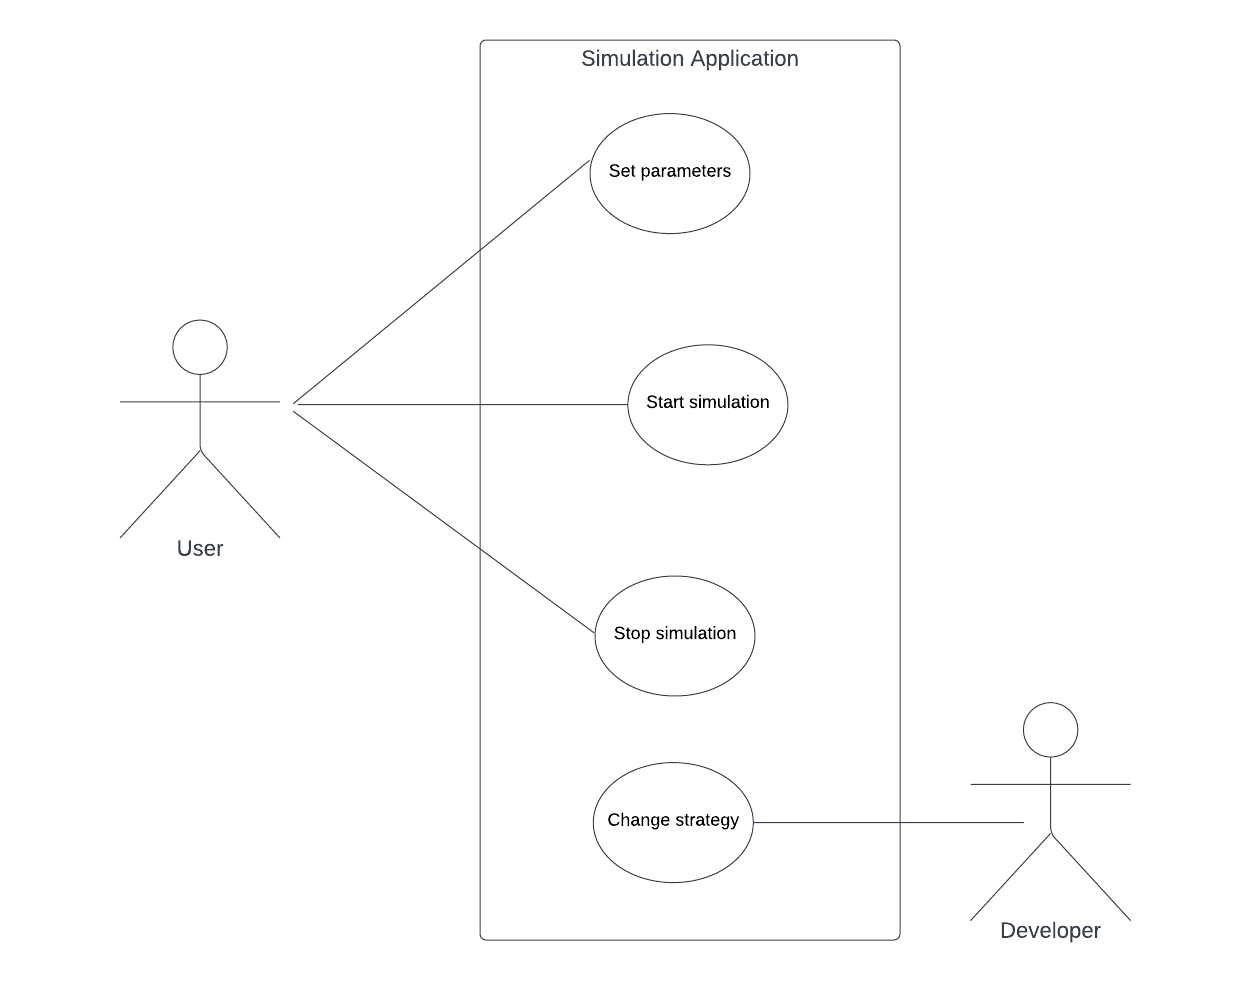 Simulation Application
Set parameters
Start simulation
User
Stop simulation
Change strategy
Developer